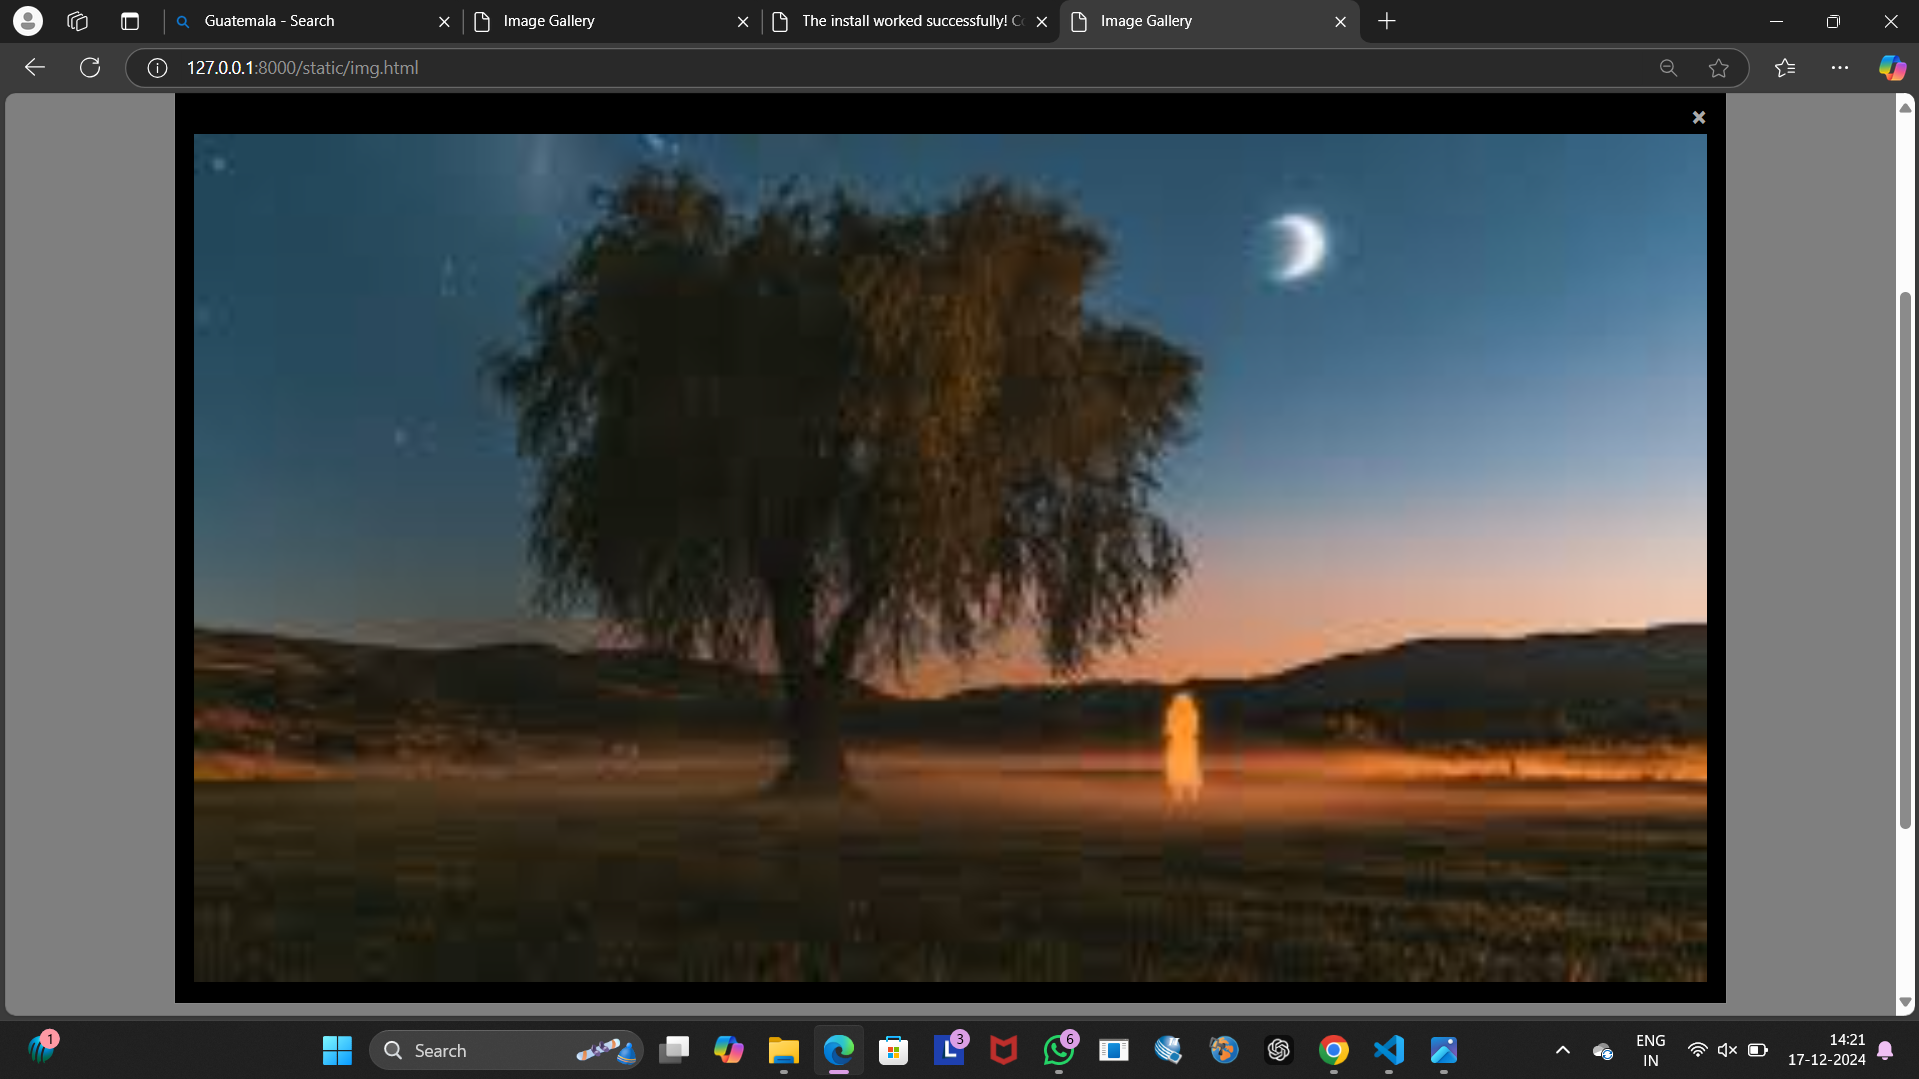 Guatemala - Search
Image Gallery
The install worked successfully! Co
Image Gallery
127.0.0.1:8000/static/img.html
1
Search
L
3
6
ENG
IN
14:21
17-12-2024